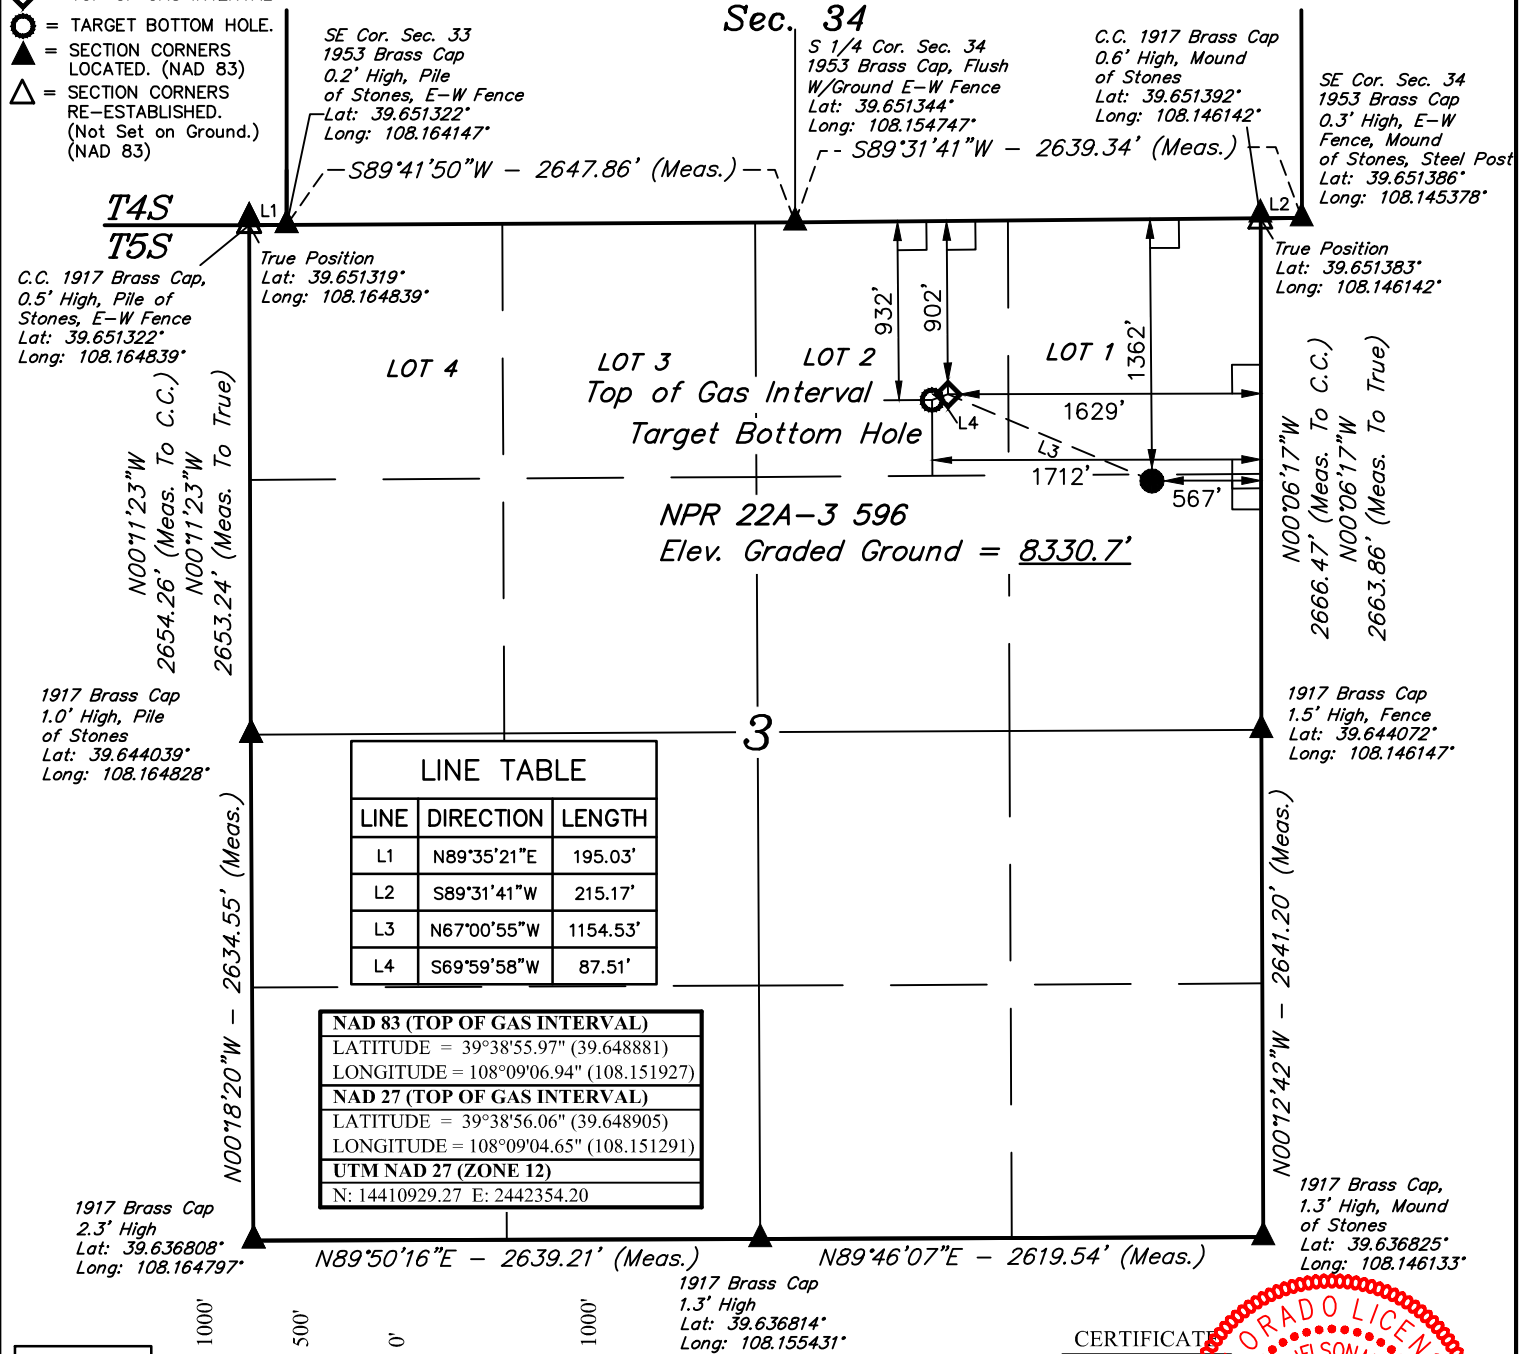 = TARGET BOTTOM HOLE.
= SECTION CORNERS
LOCATED. (NAD 83)
= SECTION CORNERS
RE-ESTABLISHED.
(Not Set on Ground.)
(NAD 83)
SE Cor. Sec. 33
1953 Brass Cap
0.2' High, Pile
of Stones, E-W Fence
Lat: 39.651322°
Long: 108.164147°
Sec. 34
S 1/4 Cor. Sec. 34
1953 Brass Cap, Flush
W/Ground E-W Fence
Lat: 39.651344°
Long: 108.154747°
C.C. 1917 Brass Cap
0.6' High, Mound
of Stones
Lat: 39.651392°
Long: 108.146142°
SE Cor. Sec. 34
1953 Brass Cap
0.3' High, E-W
Fence, Mound
of Stones, Steel Post
Lat: 39.651386°
Long: 108.145378°
S89°41'50"W - 2647.86' (Meas.)
S89°31'41"W - 2639.34' (Meas.)
T4S
T5S
L1
L2
C.C. 1917 Brass Cap,
0.5' High, Pile of
Stones, E-W Fence
Lat: 39.651322°
Long: 108.164839°
True Position
Lat: 39.651319°
Long: 108.164839°
True Position
Lat: 39.651383°
Long: 108.146142°
932'
902'
1362'
LOT 4
LOT 3
LOT 2
LOT 1
Top of Gas Interval
Target Bottom Hole
L4
L3
1629'
1712'
567'
NPR 22A-3 596
Elev. Graded Ground = 8330.7'
N00°11'23"W
2654.26' (Meas. To C.C.)
N00°11'23"W
2653.24' (Meas. To True)
N00°06'17"W
2666.47' (Meas. To C.C.)
N00°06'17"W
2663.86' (Meas. To True)
1917 Brass Cap
1.0' High, Pile
of Stones
Lat: 39.644039°
Long: 108.164828°
3
1917 Brass Cap
1.5' High, Fence
Lat: 39.644072°
Long: 108.146147°
LINE TABLE
LINE DIRECTION LENGTH
L1 N89°35'21"E 195.03'
L2 S89°31'41"W 215.17'
L3 N67°00'55"W 1154.53'
L4 S69°59'58"W 87.51'
N00°18'20"W - 2634.55' (Meas.)
N00°12'42"W - 2641.20' (Meas.)
NAD 83 (TOP OF GAS INTERVAL)
LATITUDE = 39°38'55.97" (39.648881)
LONGITUDE = 108°09'06.94" (108.151927)
NAD 27 (TOP OF GAS INTERVAL)
LATITUDE = 39°38'56.06" (39.648905)
LONGITUDE = 108°09'04.65" (108.151291)
UTM NAD 27 (ZONE 12)
N: 14410929.27 E: 2442354.20
1917 Brass Cap
2.3' High
Lat: 39.636808°
Long: 108.164797°
N89°50'16"E - 2639.21' (Meas.)
N89°46'07"E - 2619.54' (Meas.)
1917 Brass Cap,
1.3' High, Mound
of Stones
Lat: 39.636825°
Long: 108.146133°
1917 Brass Cap
1.3' High
Lat: 39.636814°
Long: 108.155431°
1000'
500'
0'
1000'
CERTIFICATE
ORADO LICEN